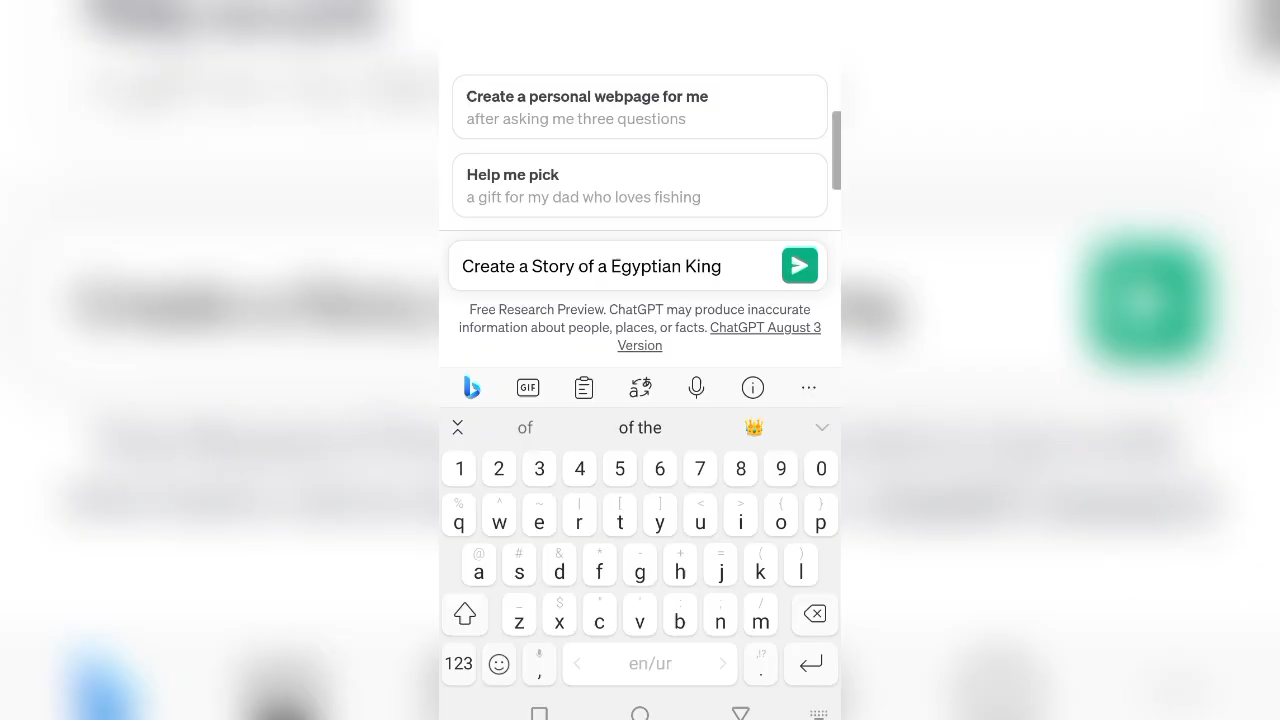 Create a personal webpage for me
after asking me three questions
Help me pick
a gift for my dad who loves fishing
Create a Story of a Egyptian King
Free Research Preview. ChatGPT may produce inaccurate
information about people, places, or facts. ChatGPT August 3
Version
GIF
of of the
1 2 3 4 5 6 7 8 9 0
% ^ ~ | [ ] < > { }
q w e r t y u i o p
@ # & * - + = ( )
a s d f g h j k l
_ $ " ' : ; /
z x c v b n m
,!?
123 , en/ur .